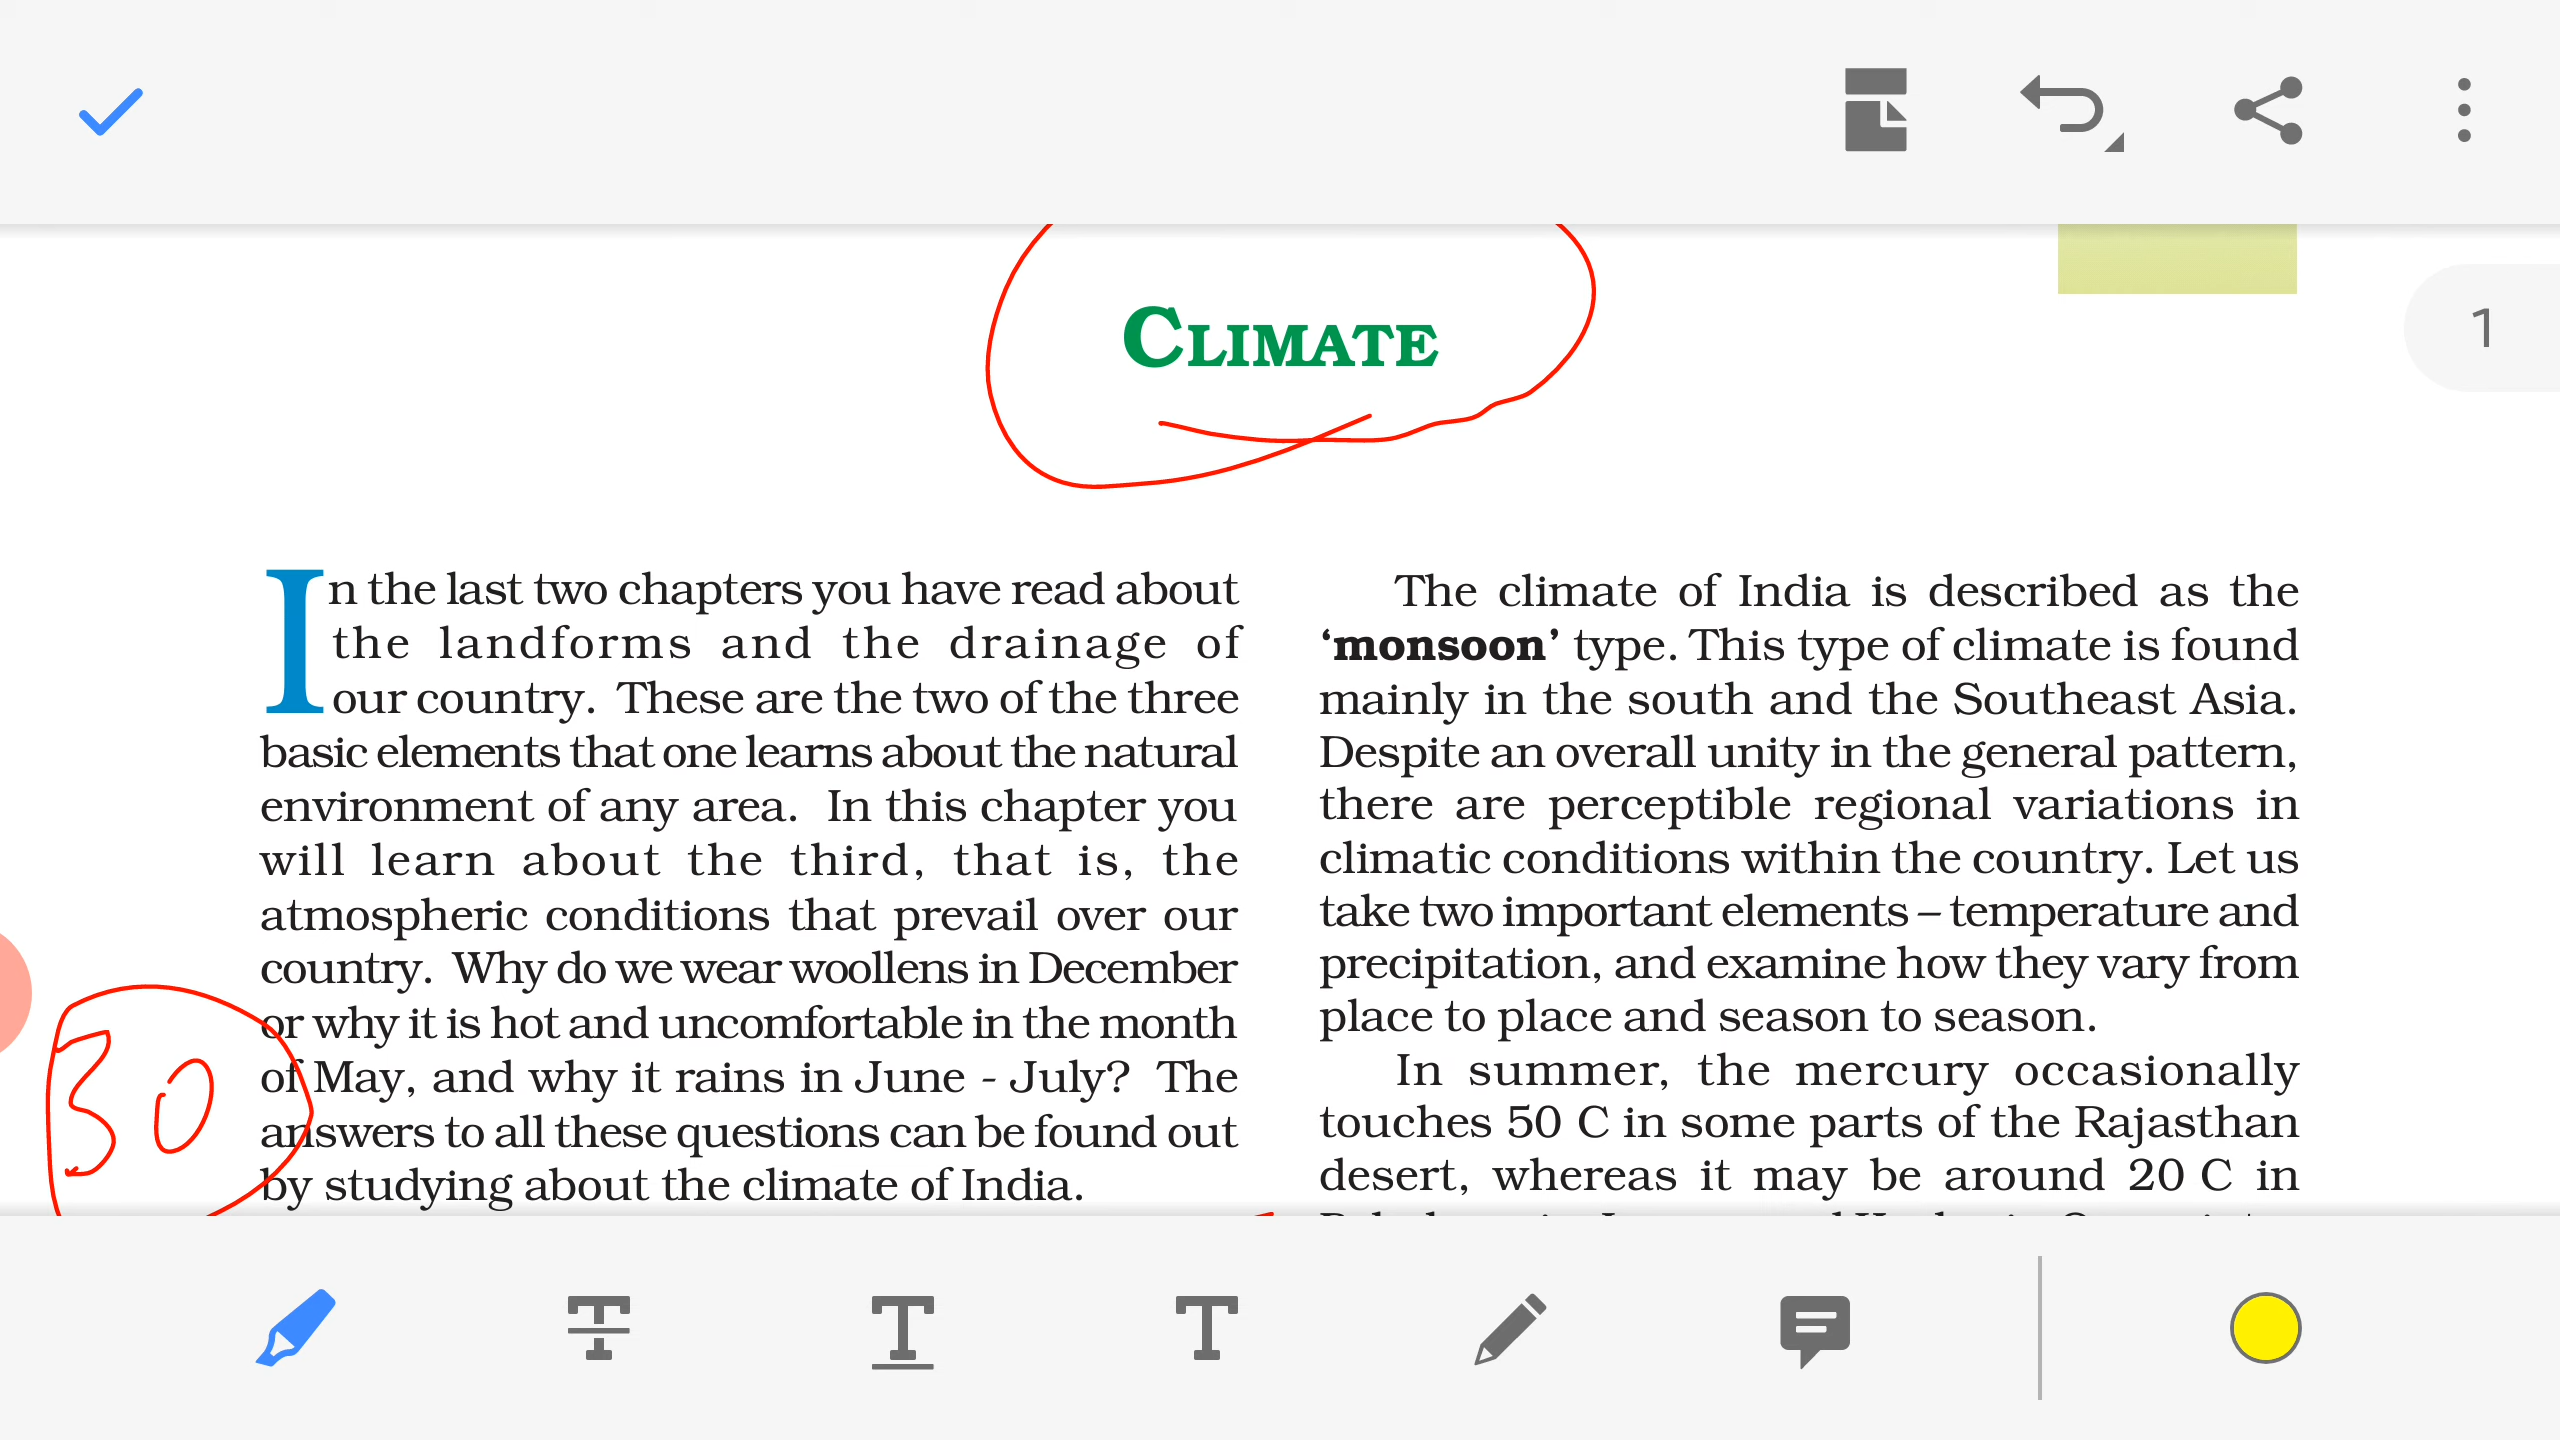 CLIMATE
1
In the last two chapters you have read about
the landforms and the drainage of
our country. These are the two of the three
basic elements that one learns about the natural
environment of any area. In this chapter you
will learn about the third, that is, the
atmospheric conditions that prevail over our
country. Why do we wear woollens in December
or why it is hot and uncomfortable in the month
of May, and why it rains in June - July? The
answers to all these questions can be found out
by studying about the climate of India.
30
The climate of India is described as the
‘monsoon’ type. This type of climate is found
mainly in the south and the Southeast Asia.
Despite an overall unity in the general pattern,
there are perceptible regional variations in
climatic conditions within the country. Let us
take two important elements – temperature and
precipitation, and examine how they vary from
place to place and season to season.
In summer, the mercury occasionally
touches 50 C in some parts of the Rajasthan
desert, whereas it may be around 20 C in